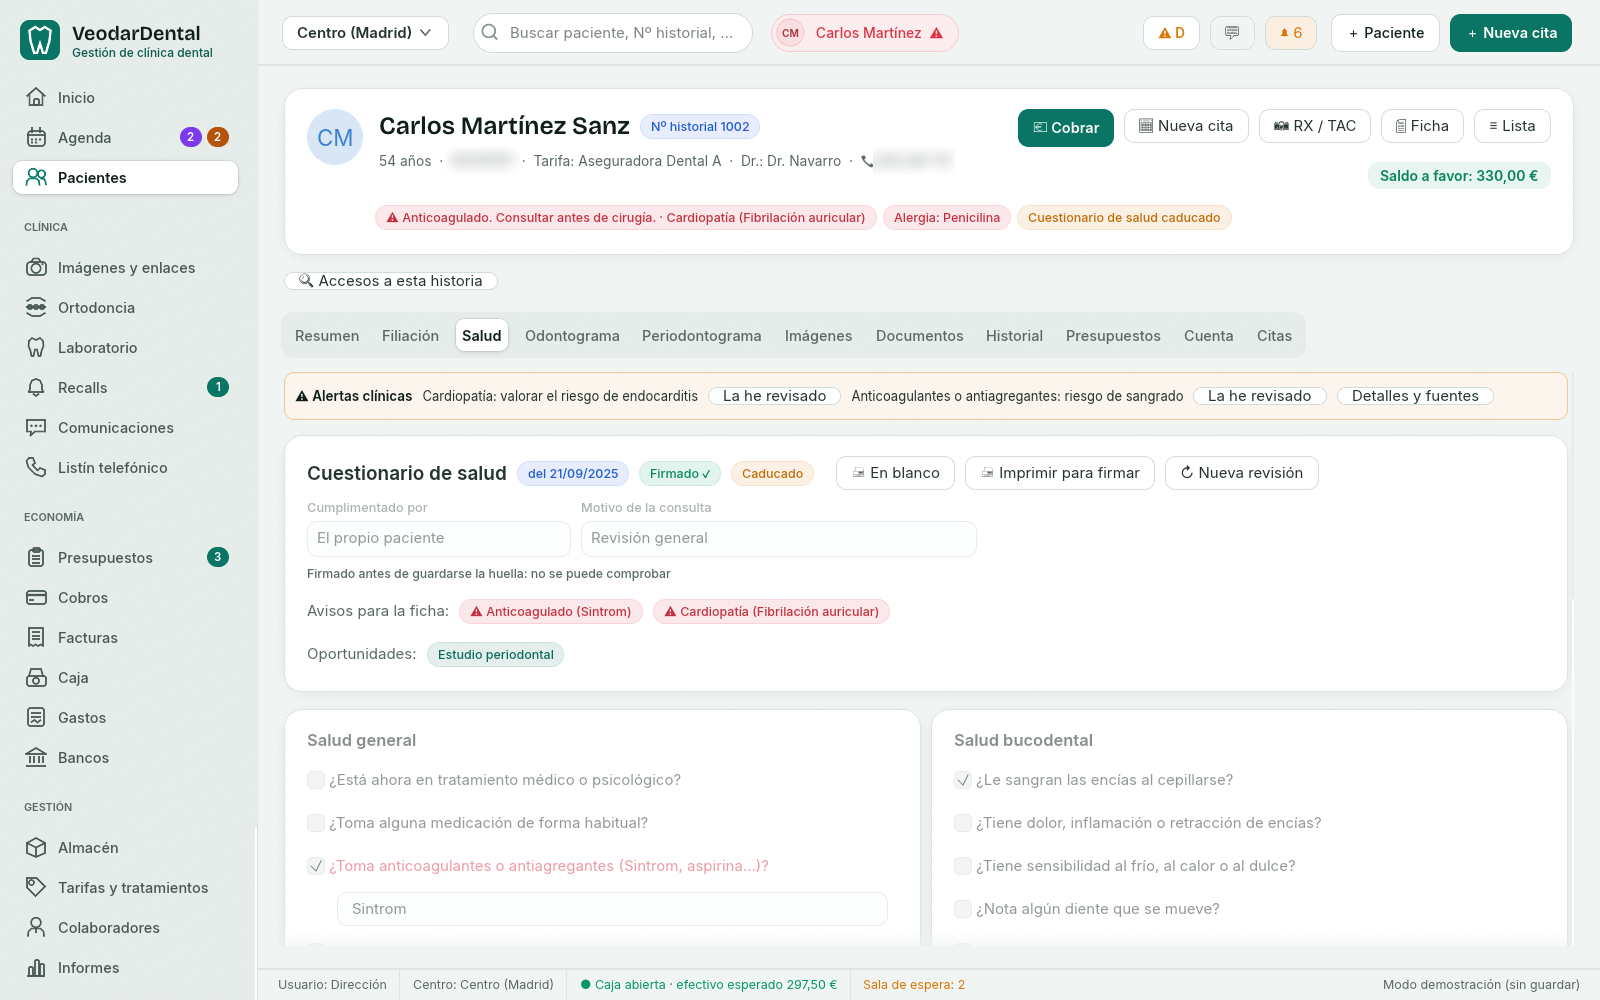 VeodarDental
Gestión de clínica dental
Inicio
Agenda 2 2
Pacientes
CLÍNICA
Imágenes y enlaces
Ortodoncia
Laboratorio
Recalls 1
Comunicaciones
Listín telefónico
ECONOMÍA
Presupuestos 3
Cobros
Facturas
Caja
Gastos
Bancos
GESTIÓN
Almacén
Tarifas y tratamientos
Colaboradores
Informes
Centro (Madrid)
Buscar paciente, Nº historial, ...
CM Carlos Martínez ⚠
⚠ D
6
+ Paciente
+ Nueva cita
CM
Carlos Martínez Sanz Nº historial 1002
54 años · · Tarifa: Aseguradora Dental A · Dr.: Dr. Navarro ·
Cobrar
Nueva cita
RX / TAC
Ficha
≡ Lista
Saldo a favor: 330,00 €
⚠ Anticoagulado. Consultar antes de cirugía. · Cardiopatía (Fibrilación auricular)
Alergia: Penicilina
Cuestionario de salud caducado
Accesos a esta historia
Resumen Filiación Salud Odontograma Periodontograma Imágenes Documentos Historial Presupuestos Cuenta Citas
⚠ Alertas clínicas Cardiopatía: valorar el riesgo de endocarditis La he revisado Anticoagulantes o antiagregantes: riesgo de sangrado La he revisado Detalles y fuentes
Cuestionario de salud del 21/09/2025 Firmado ✓ Caducado En blanco Imprimir para firmar ↻ Nueva revisión
Cumplimentado por
El propio paciente
Motivo de la consulta
Revisión general
Firmado antes de guardarse la huella: no se puede comprobar
Avisos para la ficha: ⚠ Anticoagulado (Sintrom) ⚠ Cardiopatía (Fibrilación auricular)
Oportunidades: Estudio periodontal
Salud general
¿Está ahora en tratamiento médico o psicológico?
¿Toma alguna medicación de forma habitual?
✓ ¿Toma anticoagulantes o antiagregantes (Sintrom, aspirina…)?
Sintrom
Salud bucodental
✓ ¿Le sangran las encías al cepillarse?
¿Tiene dolor, inflamación o retracción de encías?
¿Tiene sensibilidad al frío, al calor o al dulce?
¿Nota algún diente que se mueve?
Usuario: Dirección
Centro: Centro (Madrid)
● Caja abierta · efectivo esperado 297,50 €
Sala de espera: 2
Modo demostración (sin guardar)